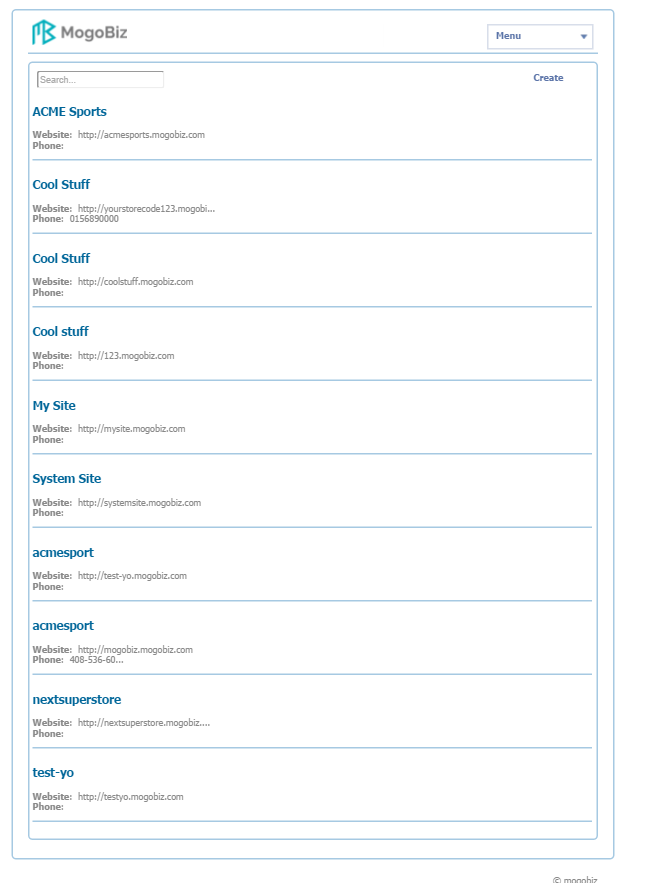 MogoBiz
Menu
Search...
Create
ACME Sports
Website: http://acmesports.mogobiz.com
Phone:
Cool Stuff
Website: http://yourstorecode123.mogobi...
Phone: 0156890000
Cool Stuff
Website: http://coolstuff.mogobiz.com
Phone:
Cool stuff
Website: http://123.mogobiz.com
Phone:
My Site
Website: http://mysite.mogobiz.com
Phone:
System Site
Website: http://systemsite.mogobiz.com
Phone:
acmesport
Website: http://test-yo.mogobiz.com
Phone:
acmesport
Website: http://mogobiz.mogobiz.com
Phone: 408-536-60...
nextsuperstore
Website: http://nextsuperstore.mogobiz....
Phone:
test-yo
Website: http://testyo.mogobiz.com
Phone:
© mogobiz